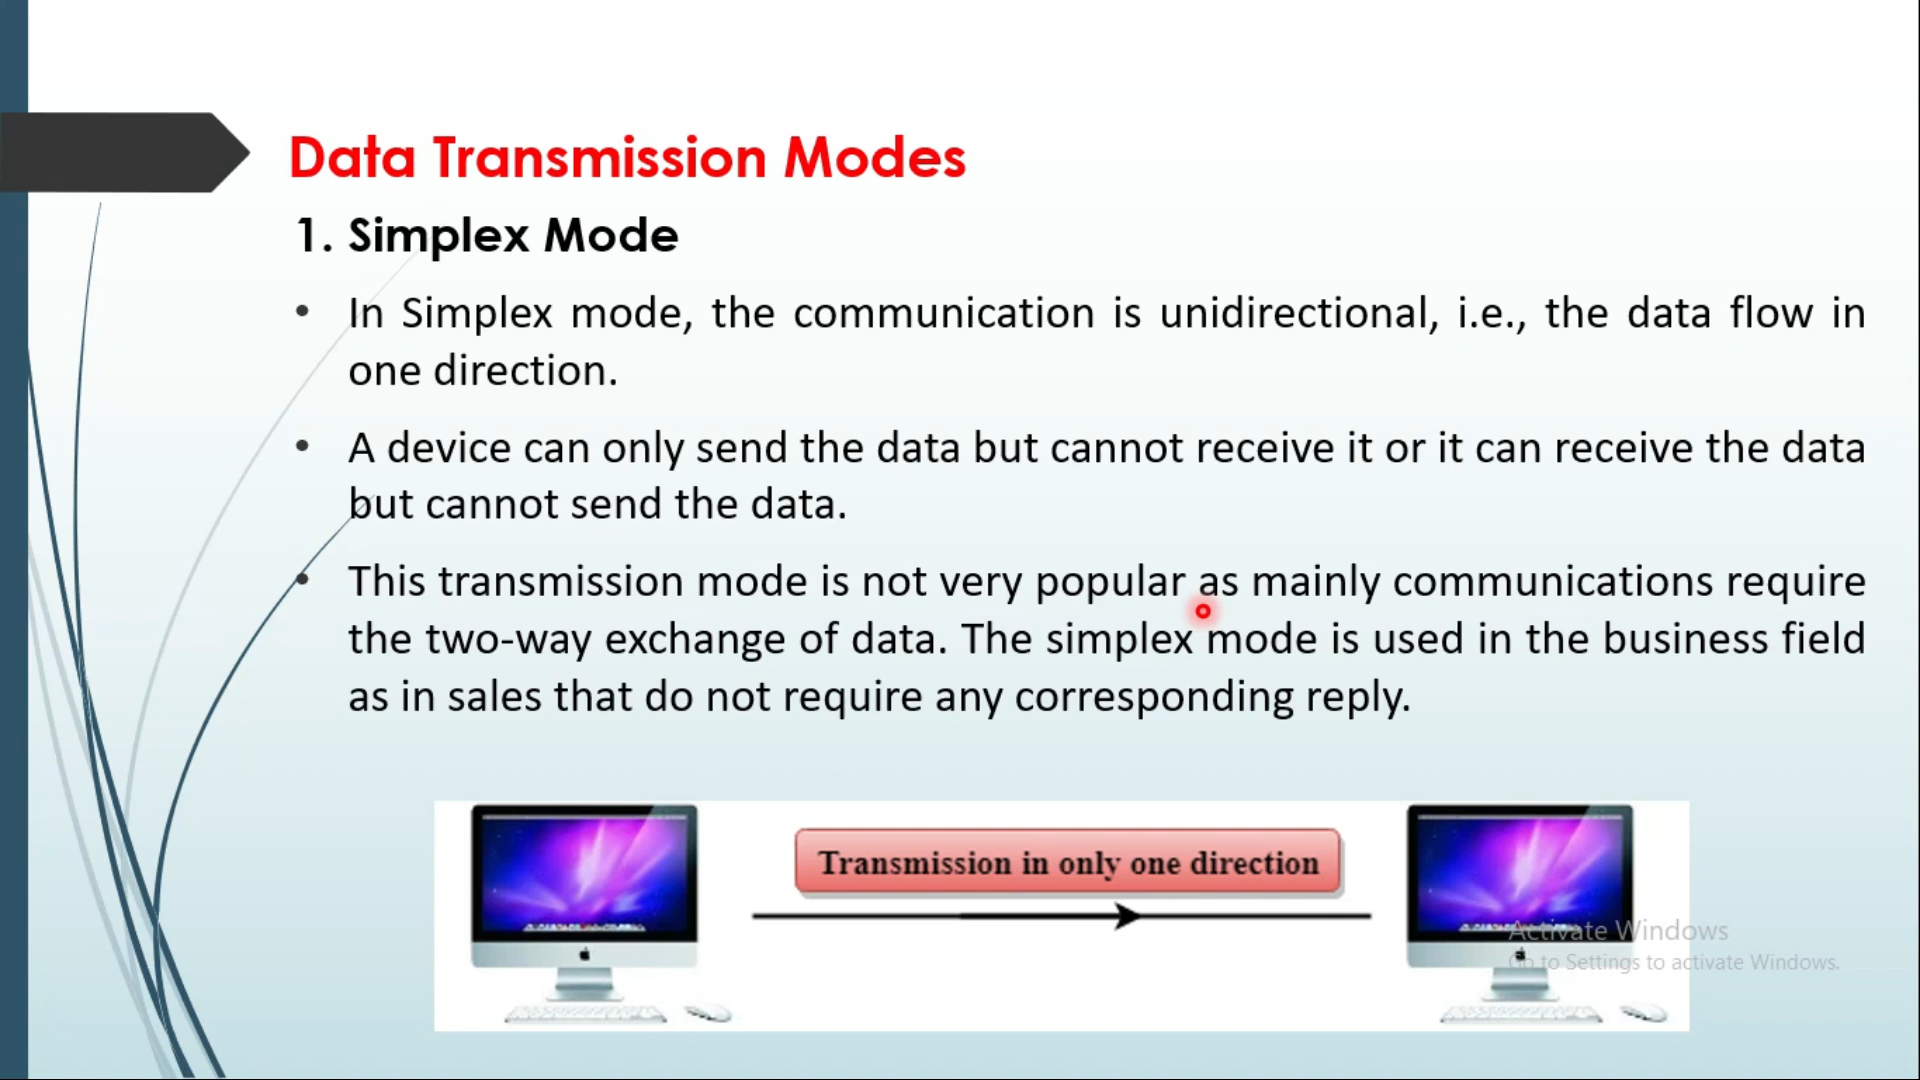 Data Transmission Modes
1. Simplex Mode
• In Simplex mode, the communication is unidirectional, i.e., the data flow in
one direction.
• A device can only send the data but cannot receive it or it can receive the data
but cannot send the data.
• This transmission mode is not very popular as mainly communications require
the two-way exchange of data. The simplex mode is used in the business field
as in sales that do not require any corresponding reply.
Transmission in only one direction
Activate Windows
Go to Settings to activate Windows.